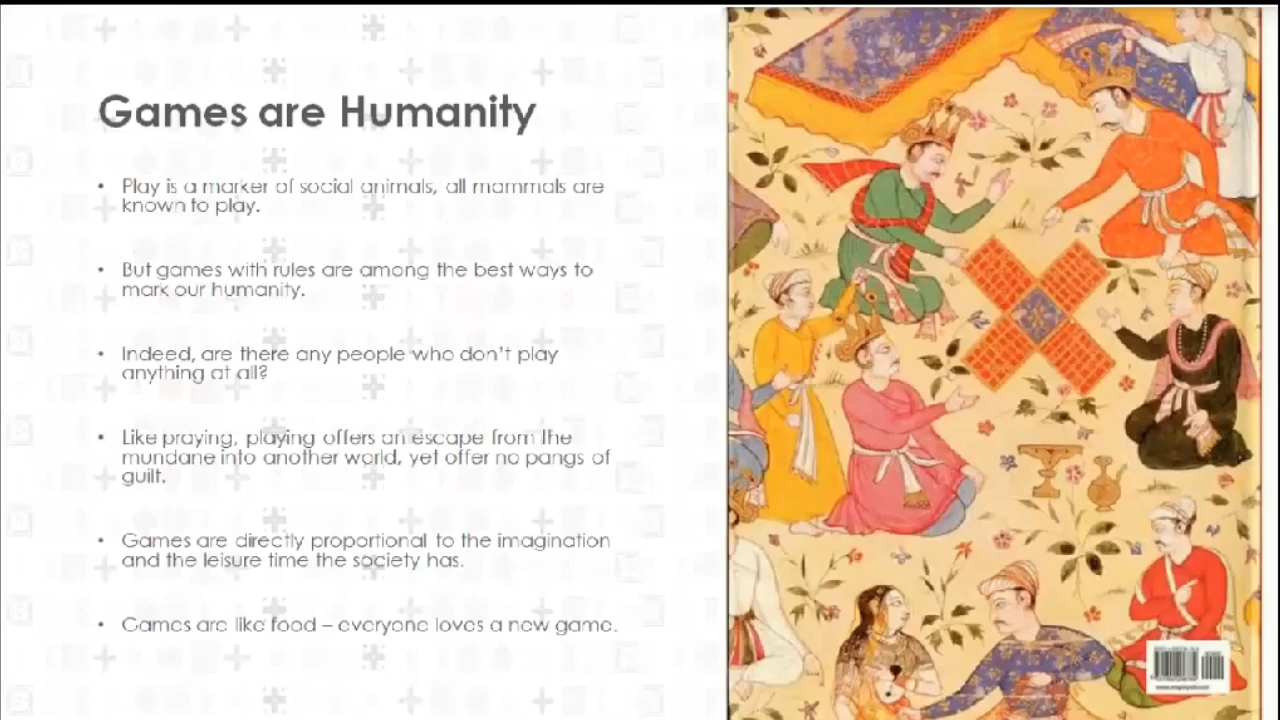 Games are Humanity
• Play is a marker of social animals, all mammals are
known to play.
• But games with rules are among the best ways to
mark our humanity.
• Indeed, are there any people who don't play
anything at all?
• Like praying, playing offers an escape from the
mundane into another world, yet offer no pangs of
guilt.
• Games are directly proportional to the imagination
and the leisure time the society has.
• Games are like food – everyone loves a new game.